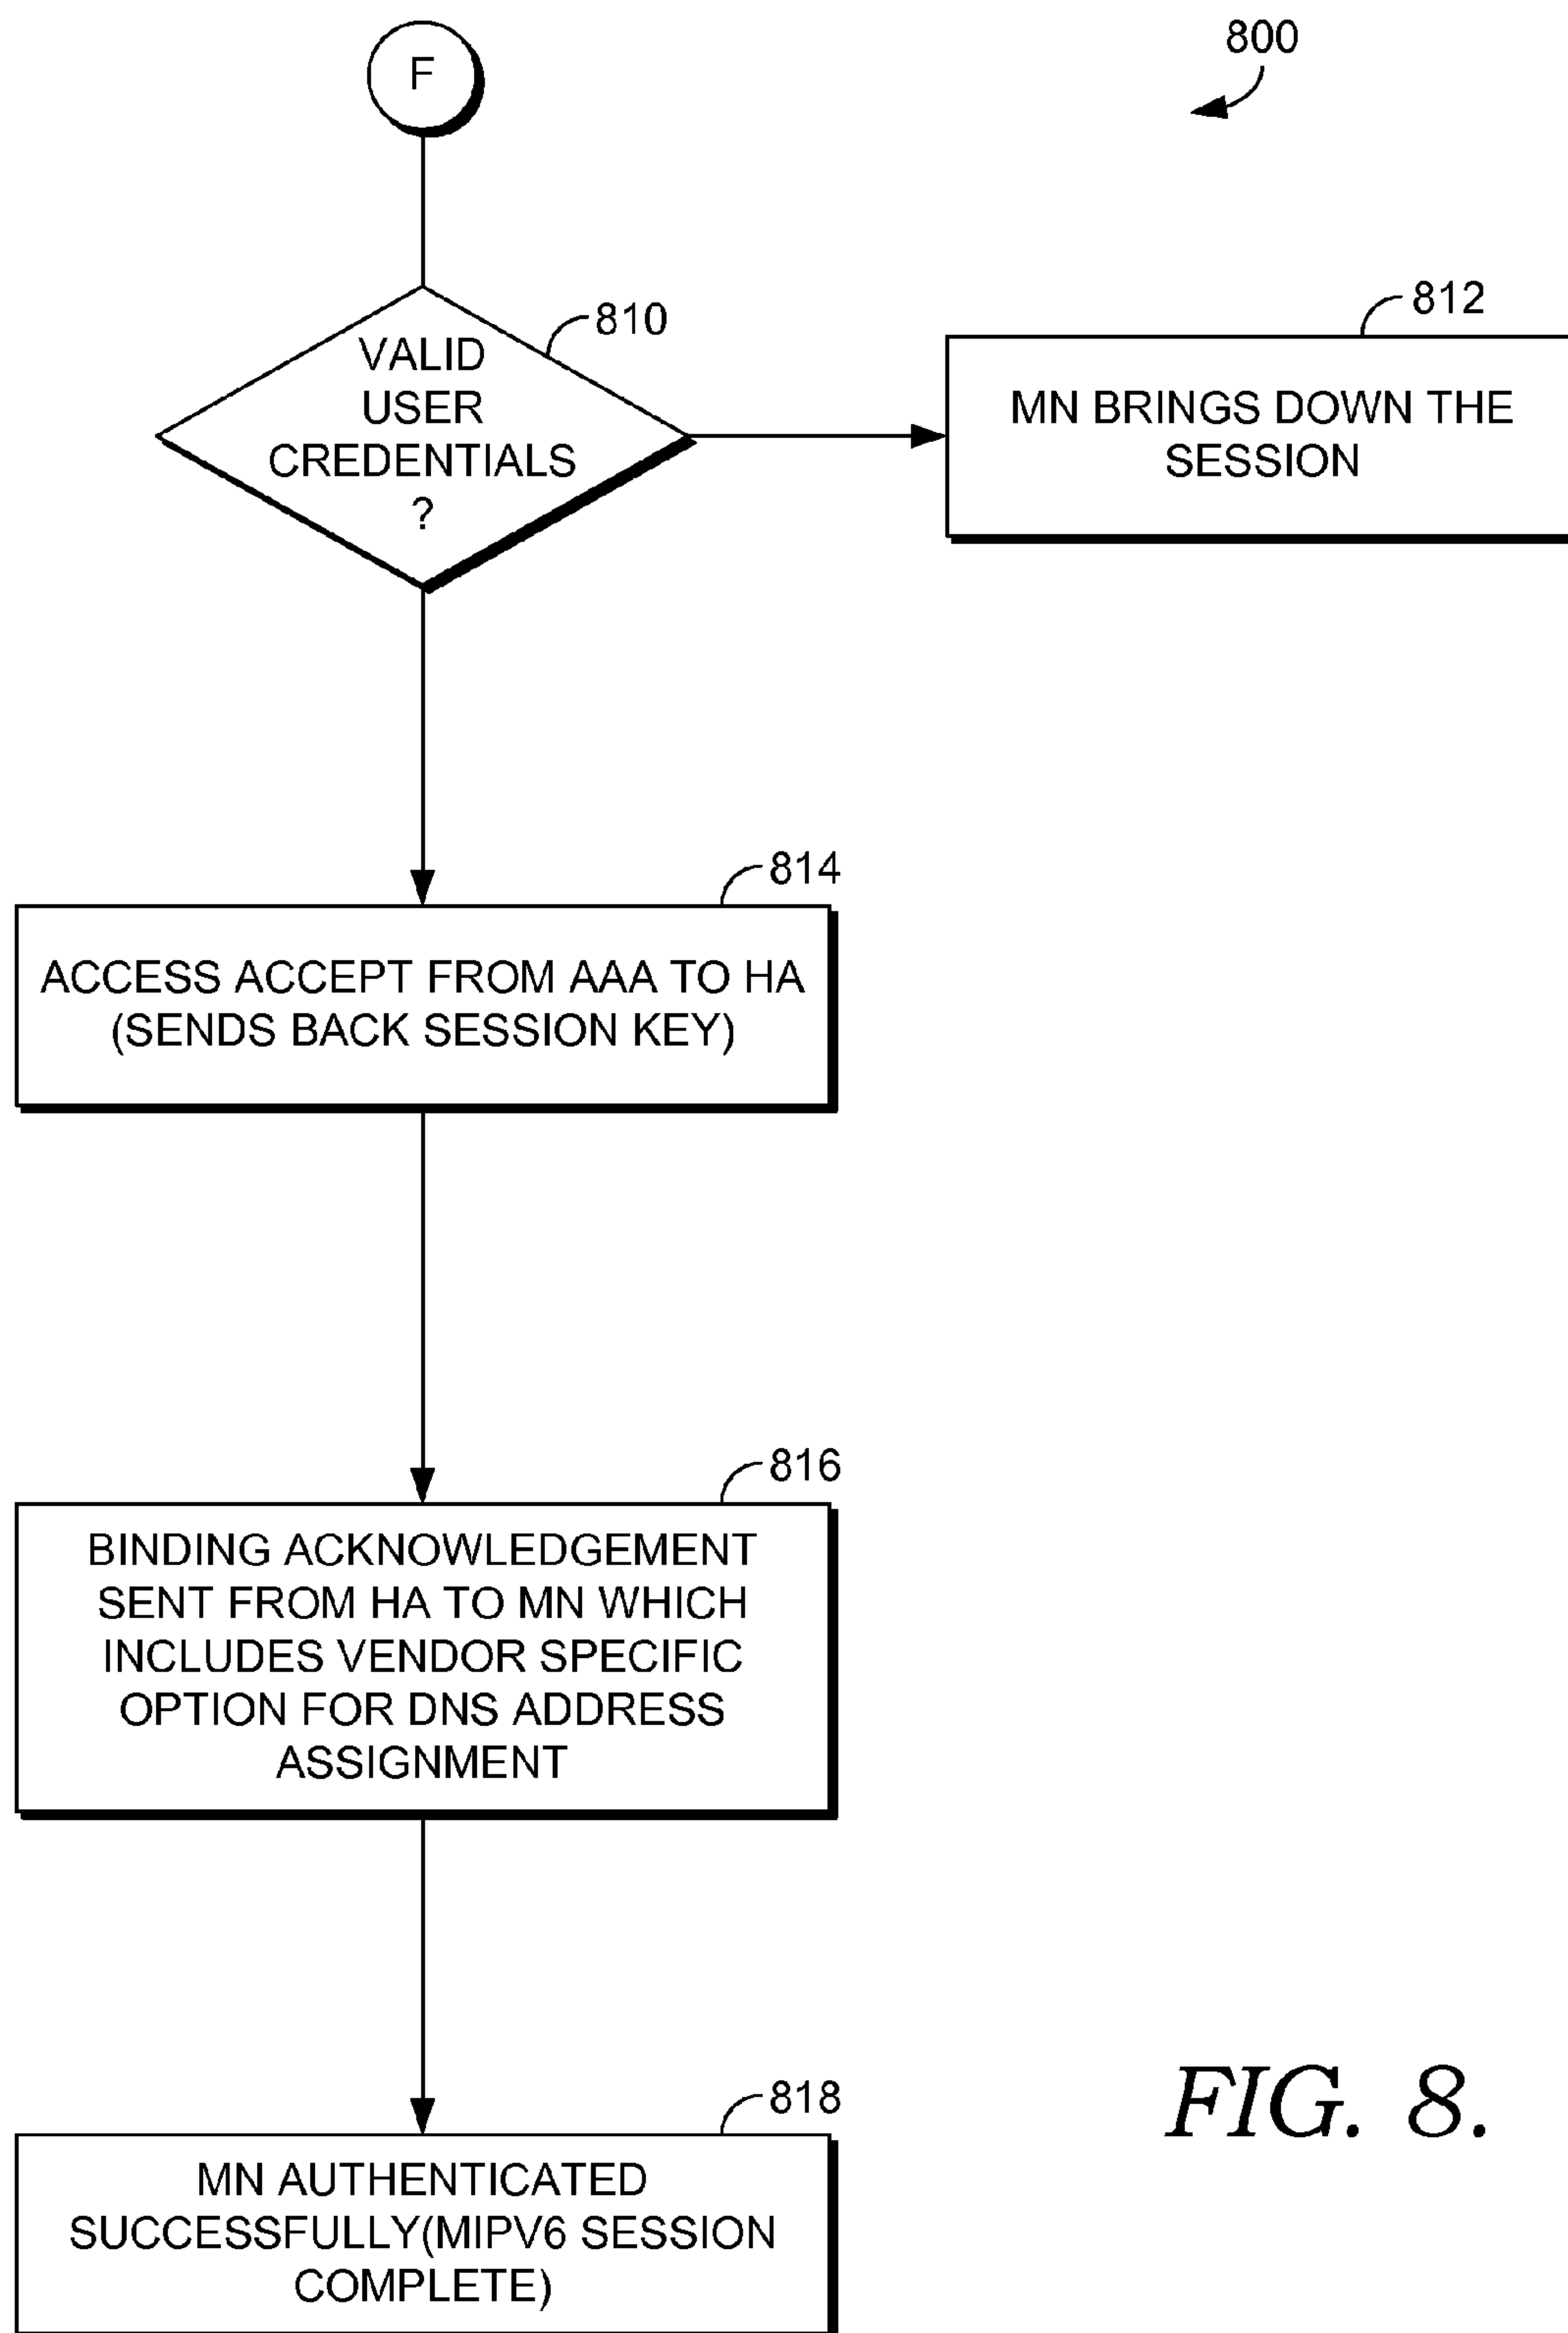 F
800
810
VALID
USER
CREDENTIALS
?
812
MN BRINGS DOWN THE
SESSION
814
ACCESS ACCEPT FROM AAA TO HA
(SENDS BACK SESSION KEY)
816
BINDING ACKNOWLEDGEMENT
SENT FROM HA TO MN WHICH
INCLUDES VENDOR SPECIFIC
OPTION FOR DNS ADDRESS
ASSIGNMENT
818
MN AUTHENTICATED
SUCCESSFULLY(MIPV6 SESSION
COMPLETE)
FIG. 8.